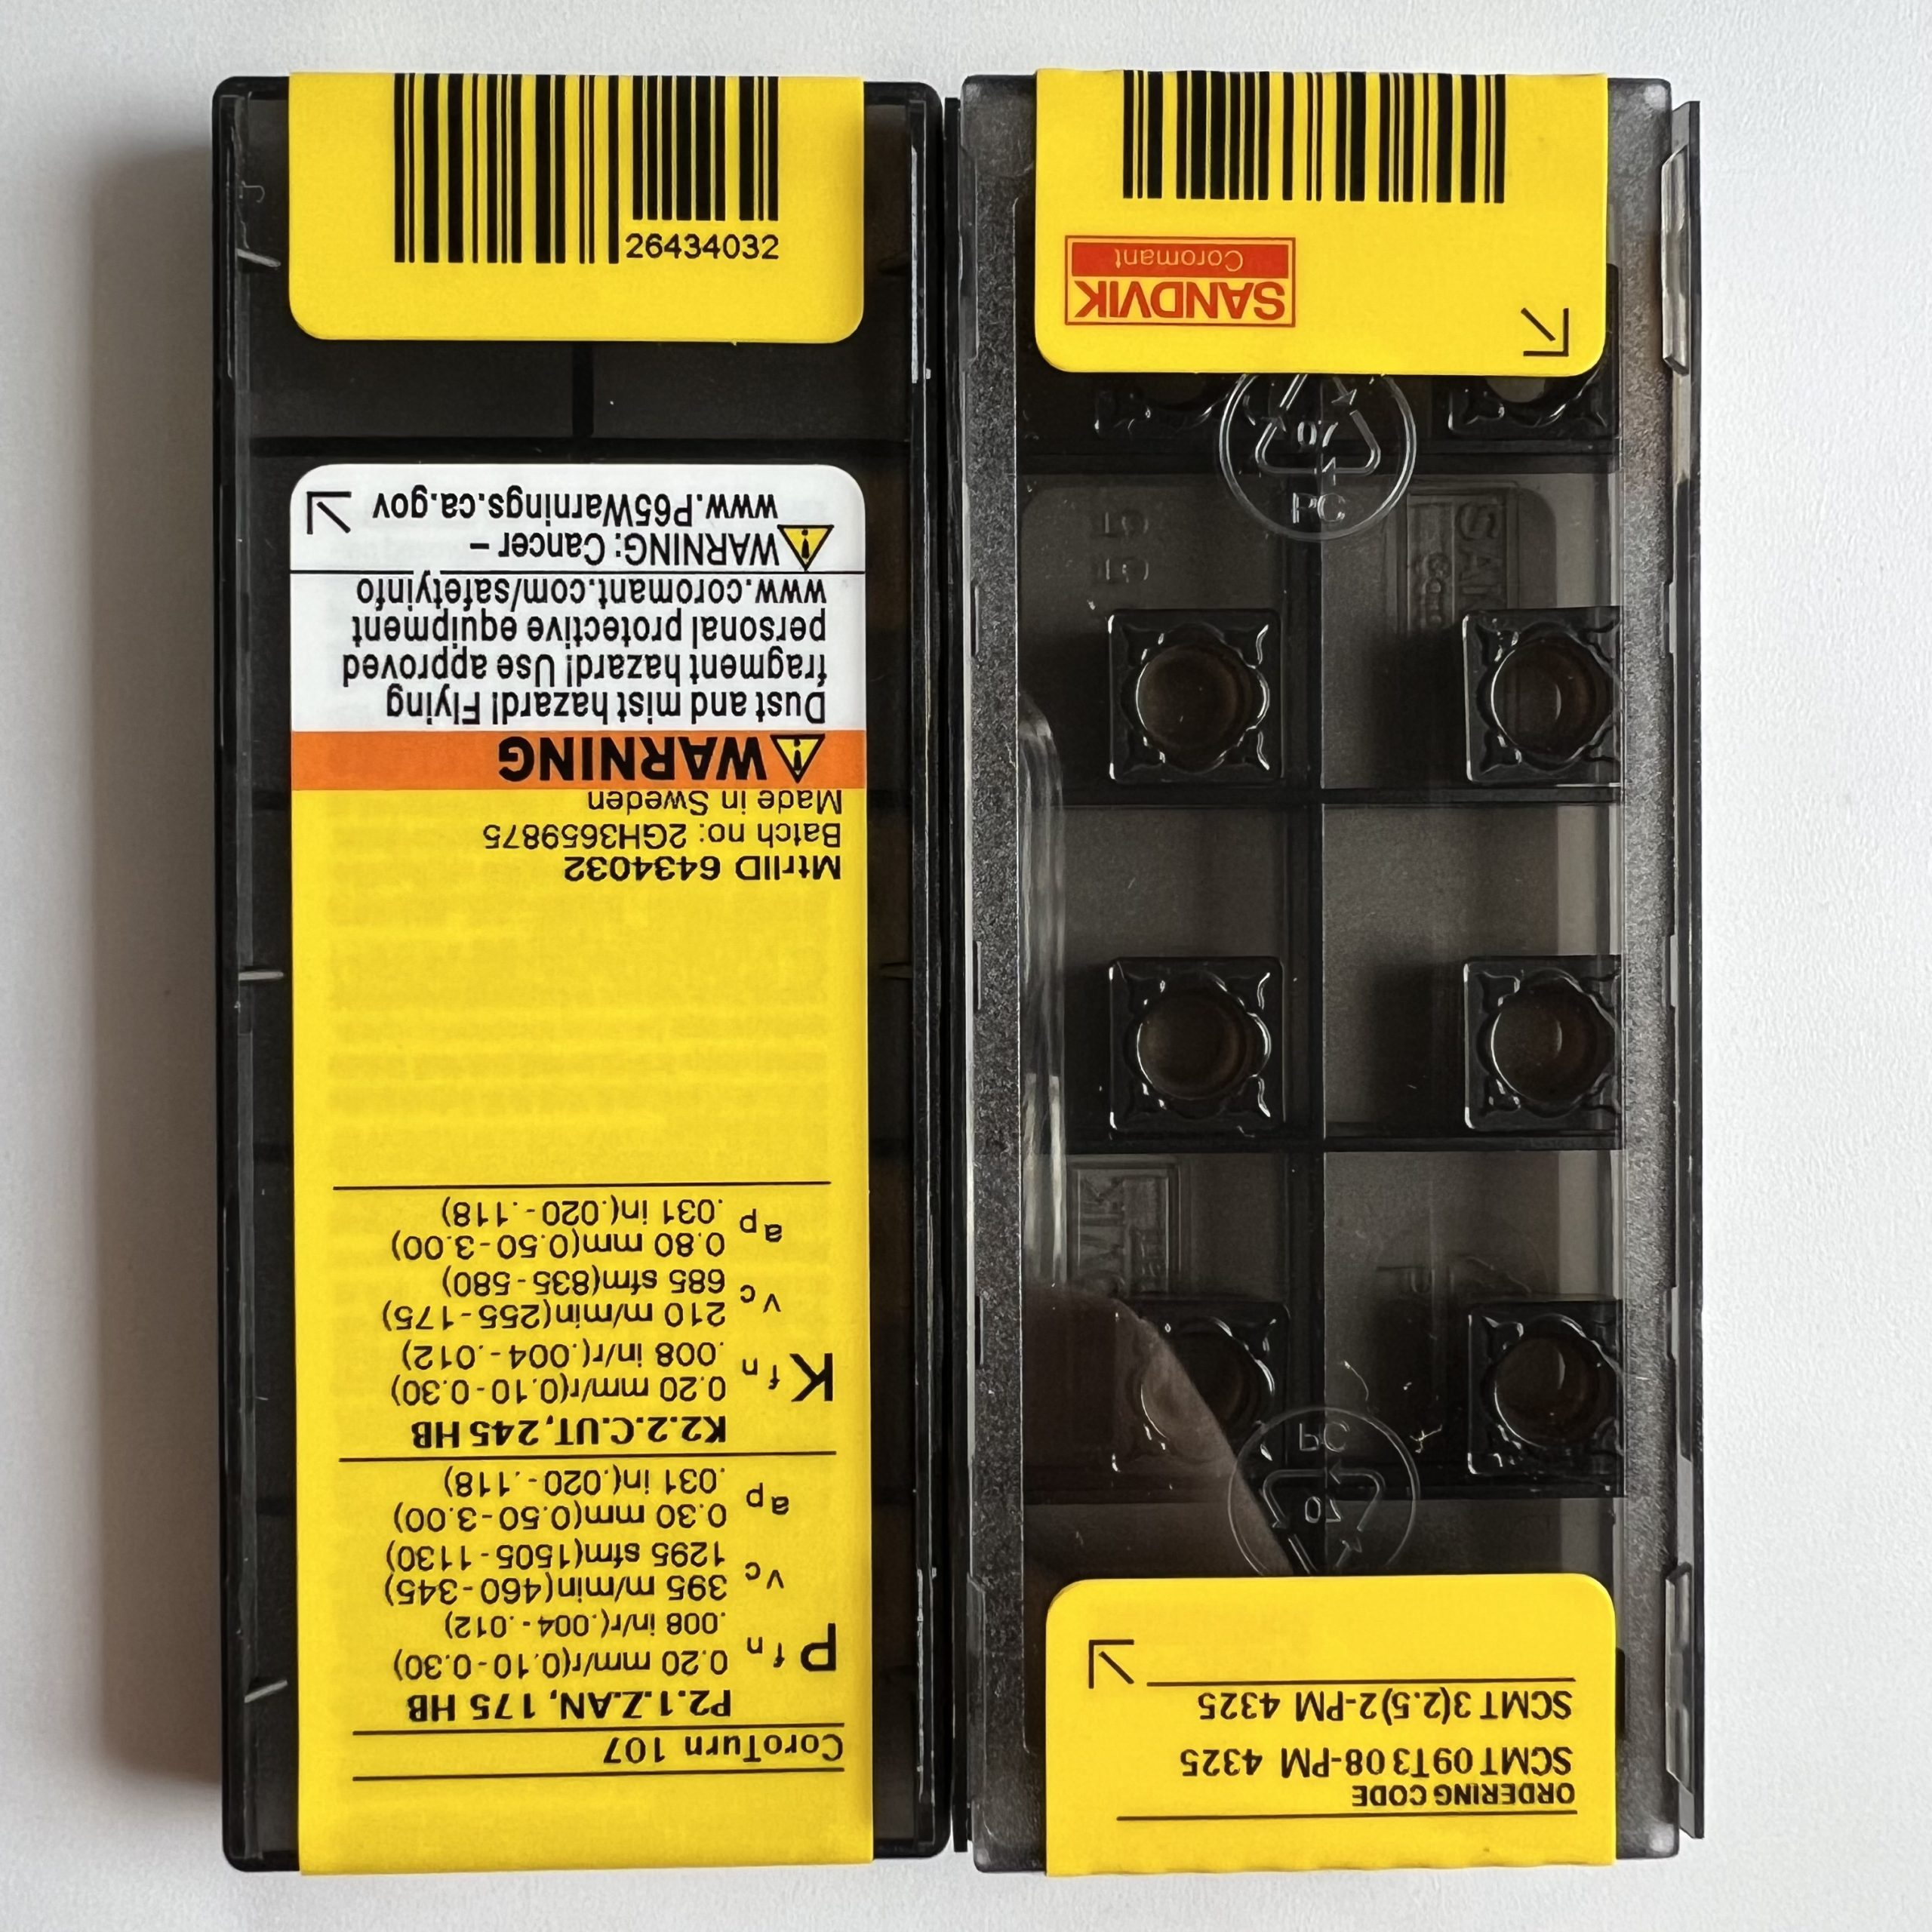 26434032
CoroTurn 107
P2.1.Z.AN, 175 HB
P fn 0.20 mm/r(0.10-0.30)
.008 in/r(.004-.012)
vc 395 m/min(460-345)
1295 sfm(1505-1130)
ap 0.30 mm(0.50-3.00)
.031 in(.020-.118)
K2.2.C.UT, 245 HB
K fn 0.20 mm/r(0.10-0.30)
.008 in/r(.004-.012)
vc 210 m/min(255-175)
685 sfm(835-580)
ap 0.80 mm(0.50-3.00)
.031 in(.020-.118)
MtrlID 6434032
Batch no: 2GH3659875
Made in Sweden
WARNING
Dust and mist hazard! Flying
fragment hazard! Use approved
personal protective equipment
www.coromant.com/safetyinfo
WARNING: Cancer –
www.P65Warnings.ca.gov
ORDERING CODE
SCMT 09T3 08-PM 4325
SCMT 3(2.5)2-PM 4325
PC
07
07
PC
SANDVIK
Coromant